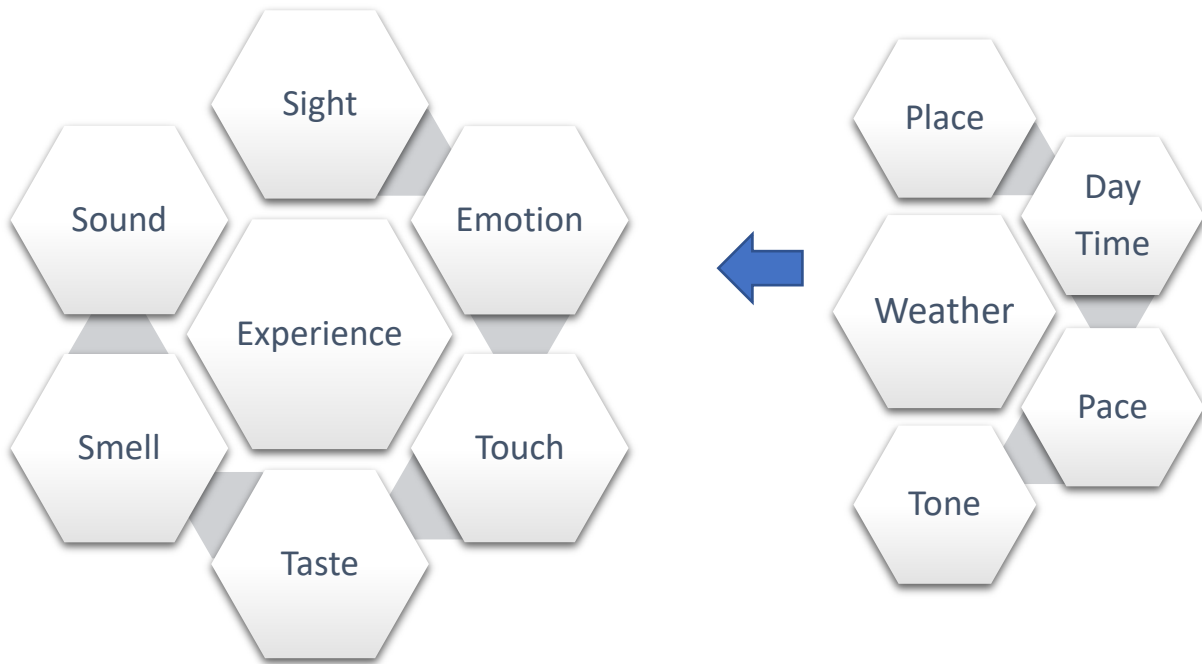 Sight
Sound
Emotion
Experience
Smell
Touch
Taste
Place
Day
Time
Weather
Pace
Tone